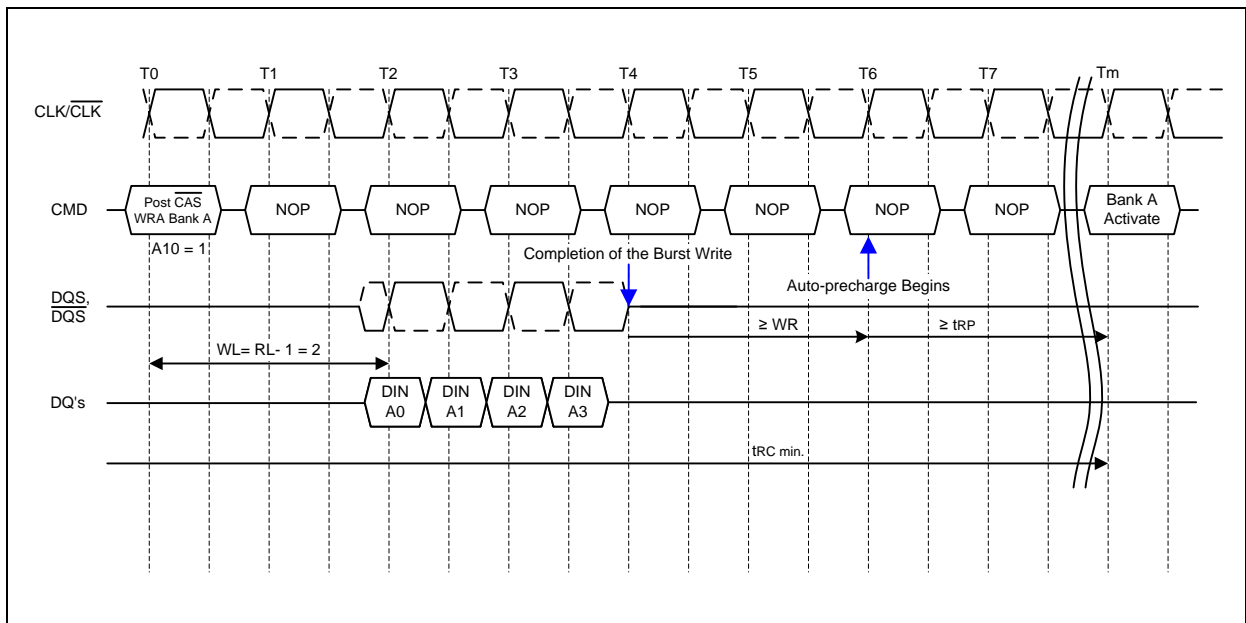 T0 T1 T2 T3 T4 T5 T6 T7 Tm
CLK/CLK
CMD
Post CAS
WRA Bank A
NOP NOP NOP NOP NOP NOP NOP
Bank A
Activate
A10 = 1
Completion of the Burst Write
Auto-precharge Begins
DQS,
DQS
≥ WR
≥ tRP
WL= RL- 1 = 2
DQ's
DIN
A0
DIN
A1
DIN
A2
DIN
A3
tRC min.